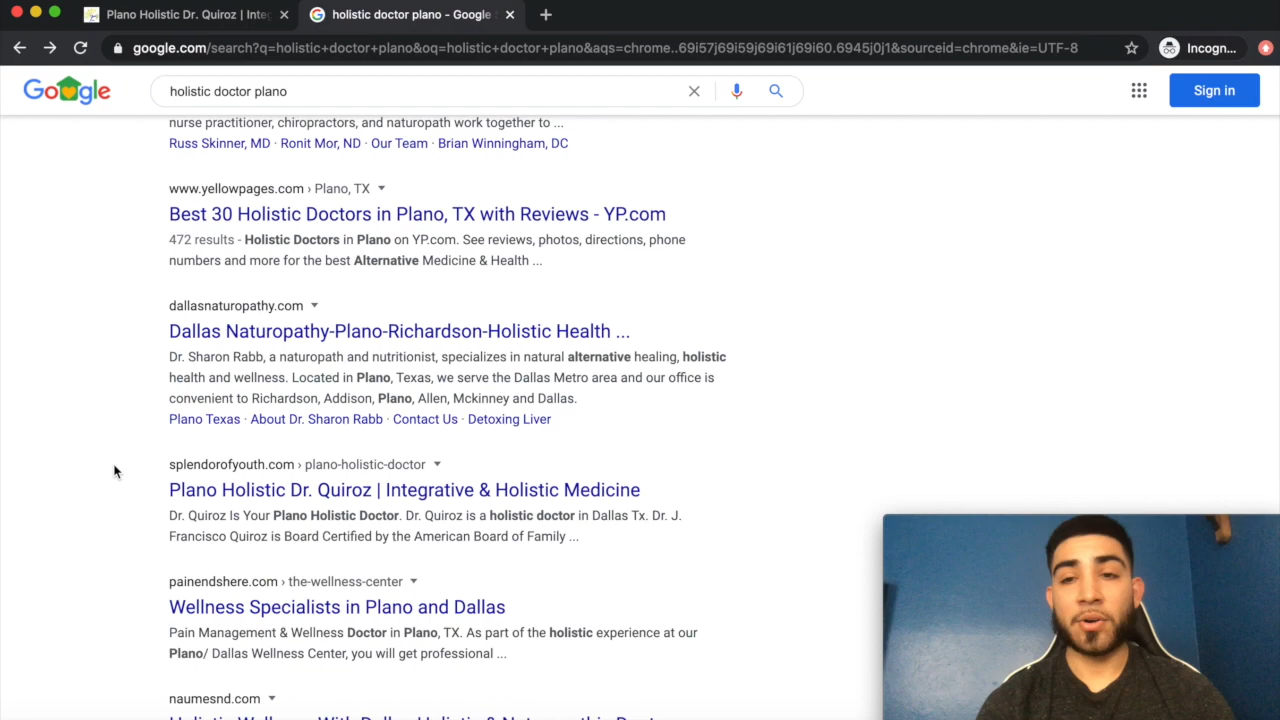 Plano Holistic Dr. Quiroz | Integ
holistic doctor plano - Google
google.com/search?q=holistic+doctor+plano&oq=holistic+doctor+plano&aqs=chrome..69i57j69i59j69i61j69i60.6945j0j1&sourceid=chrome&ie=UTF-8
Incogn...
Google
holistic doctor plano
Sign in
nurse practitioner, chiropractors, and naturopath work together to ...
Russ Skinner, MD · Ronit Mor, ND · Our Team · Brian Winningham, DC
www.yellowpages.com › Plano, TX
Best 30 Holistic Doctors in Plano, TX with Reviews - YP.com
472 results - Holistic Doctors in Plano on YP.com. See reviews, photos, directions, phone
numbers and more for the best Alternative Medicine & Health ...
dallasnaturopathy.com
Dallas Naturopathy-Plano-Richardson-Holistic Health ...
Dr. Sharon Rabb, a naturopath and nutritionist, specializes in natural alternative healing, holistic
health and wellness. Located in Plano, Texas, we serve the Dallas Metro area and our office is
convenient to Richardson, Addison, Plano, Allen, Mckinney and Dallas.
Plano Texas · About Dr. Sharon Rabb · Contact Us · Detoxing Liver
splendorofyouth.com › plano-holistic-doctor
Plano Holistic Dr. Quiroz | Integrative & Holistic Medicine
Dr. Quiroz Is Your Plano Holistic Doctor. Dr. Quiroz is a holistic doctor in Dallas Tx. Dr. J.
Francisco Quiroz is Board Certified by the American Board of Family ...
painendshere.com › the-wellness-center
Wellness Specialists in Plano and Dallas
Pain Management & Wellness Doctor in Plano, TX. As part of the holistic experience at our
Plano/ Dallas Wellness Center, you will get professional ...
naumesnd.com
Holistic Wellness With Dallas Holistic & Naturopathic Doct